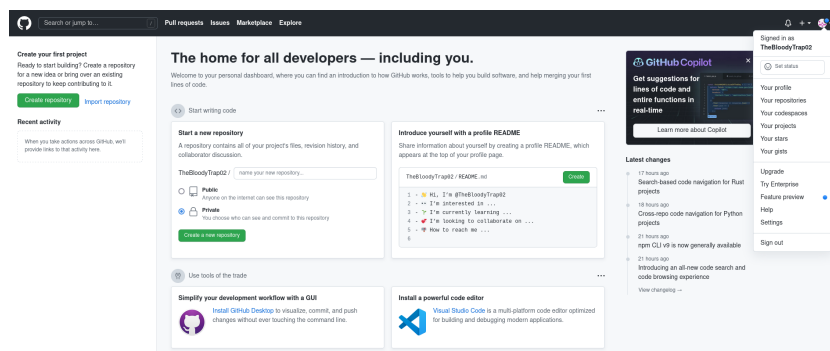 Search or jump to...
/
Pull requests Issues Marketplace Explore
Create your first project
Ready to start building? Create a repository
for a new idea or bring over an existing
repository to keep contributing to it.
Create repository Import repository
Recent activity
When you take actions across GitHub, we'll
provide links to that activity here.
The home for all developers — including you.
Welcome to your personal dashboard, where you can find an introduction to how GitHub works, tools to help you build software, and help merging your first
lines of code.
Start writing code
Start a new repository
A repository contains all of your project's files, revision history, and
collaborator discussion.
TheBloodyTrap02 / name your new repository...
Public
Anyone on the internet can see this repository
Private
You choose who can see and commit to this repository
Create a new repository
Introduce yourself with a profile README
Share information about yourself by creating a profile README, which
appears at the top of your profile page.
TheBloodyTrap02 / README.md Create
1 - 👋 Hi, I'm @TheBloodyTrap02
2 - 👀 I'm interested in ...
3 - 🌱 I'm currently learning ...
4 - 💞️ I'm looking to collaborate on ...
5 - 📫 How to reach me ...
6
Use tools of the trade
Simplify your development workflow with a GUI
Install GitHub Desktop to visualize, commit, and push
changes without ever touching the command line.
Install a powerful code editor
Visual Studio Code is a multi-platform code editor optimized
for building and debugging modern applications.
GitHub Copilot
Get suggestions for
lines of code and
entire functions in
real-time
Learn more about Copilot
Latest changes
17 hours ago
Search-based code navigation for Rust
projects
18 hours ago
Cross-repo code navigation for Python
projects
21 hours ago
npm CLI v9 is now generally available
21 hours ago
Introducing an all-new code search and
code browsing experience
View changelog →
Signed in as
TheBloodyTrap02
Set status
Your profile
Your repositories
Your codespaces
Your projects
Your stars
Your gists
Upgrade
Try Enterprise
Feature preview
Help
Settings
Sign out